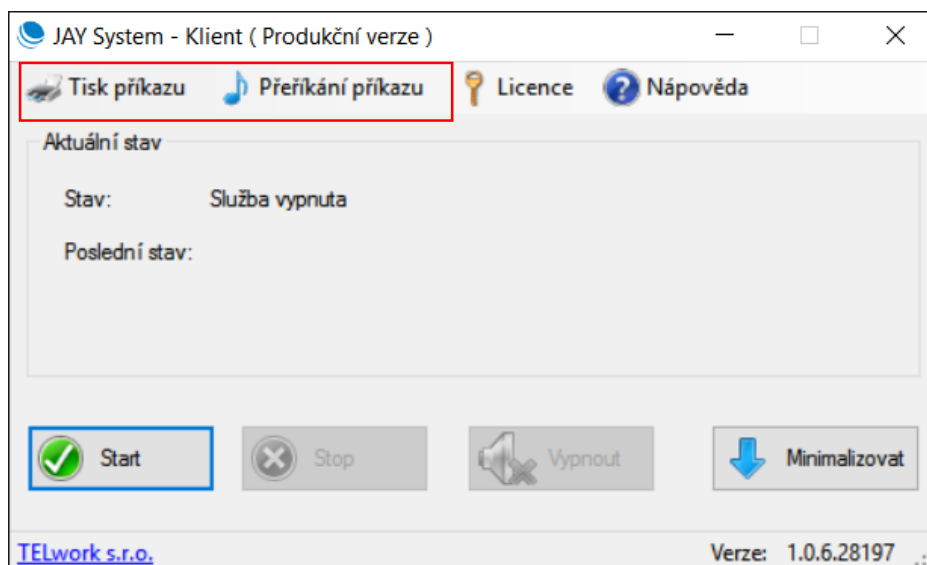 JAY System - Klient ( Produkční verze )
Tisk příkazu Přeříkání příkazu Licence Nápověda
Aktuální stav
Stav: Služba vypnuta
Poslední stav:
Start Stop Vypnout Minimalizovat
TELwork s.r.o. Verze: 1.0.6.28197